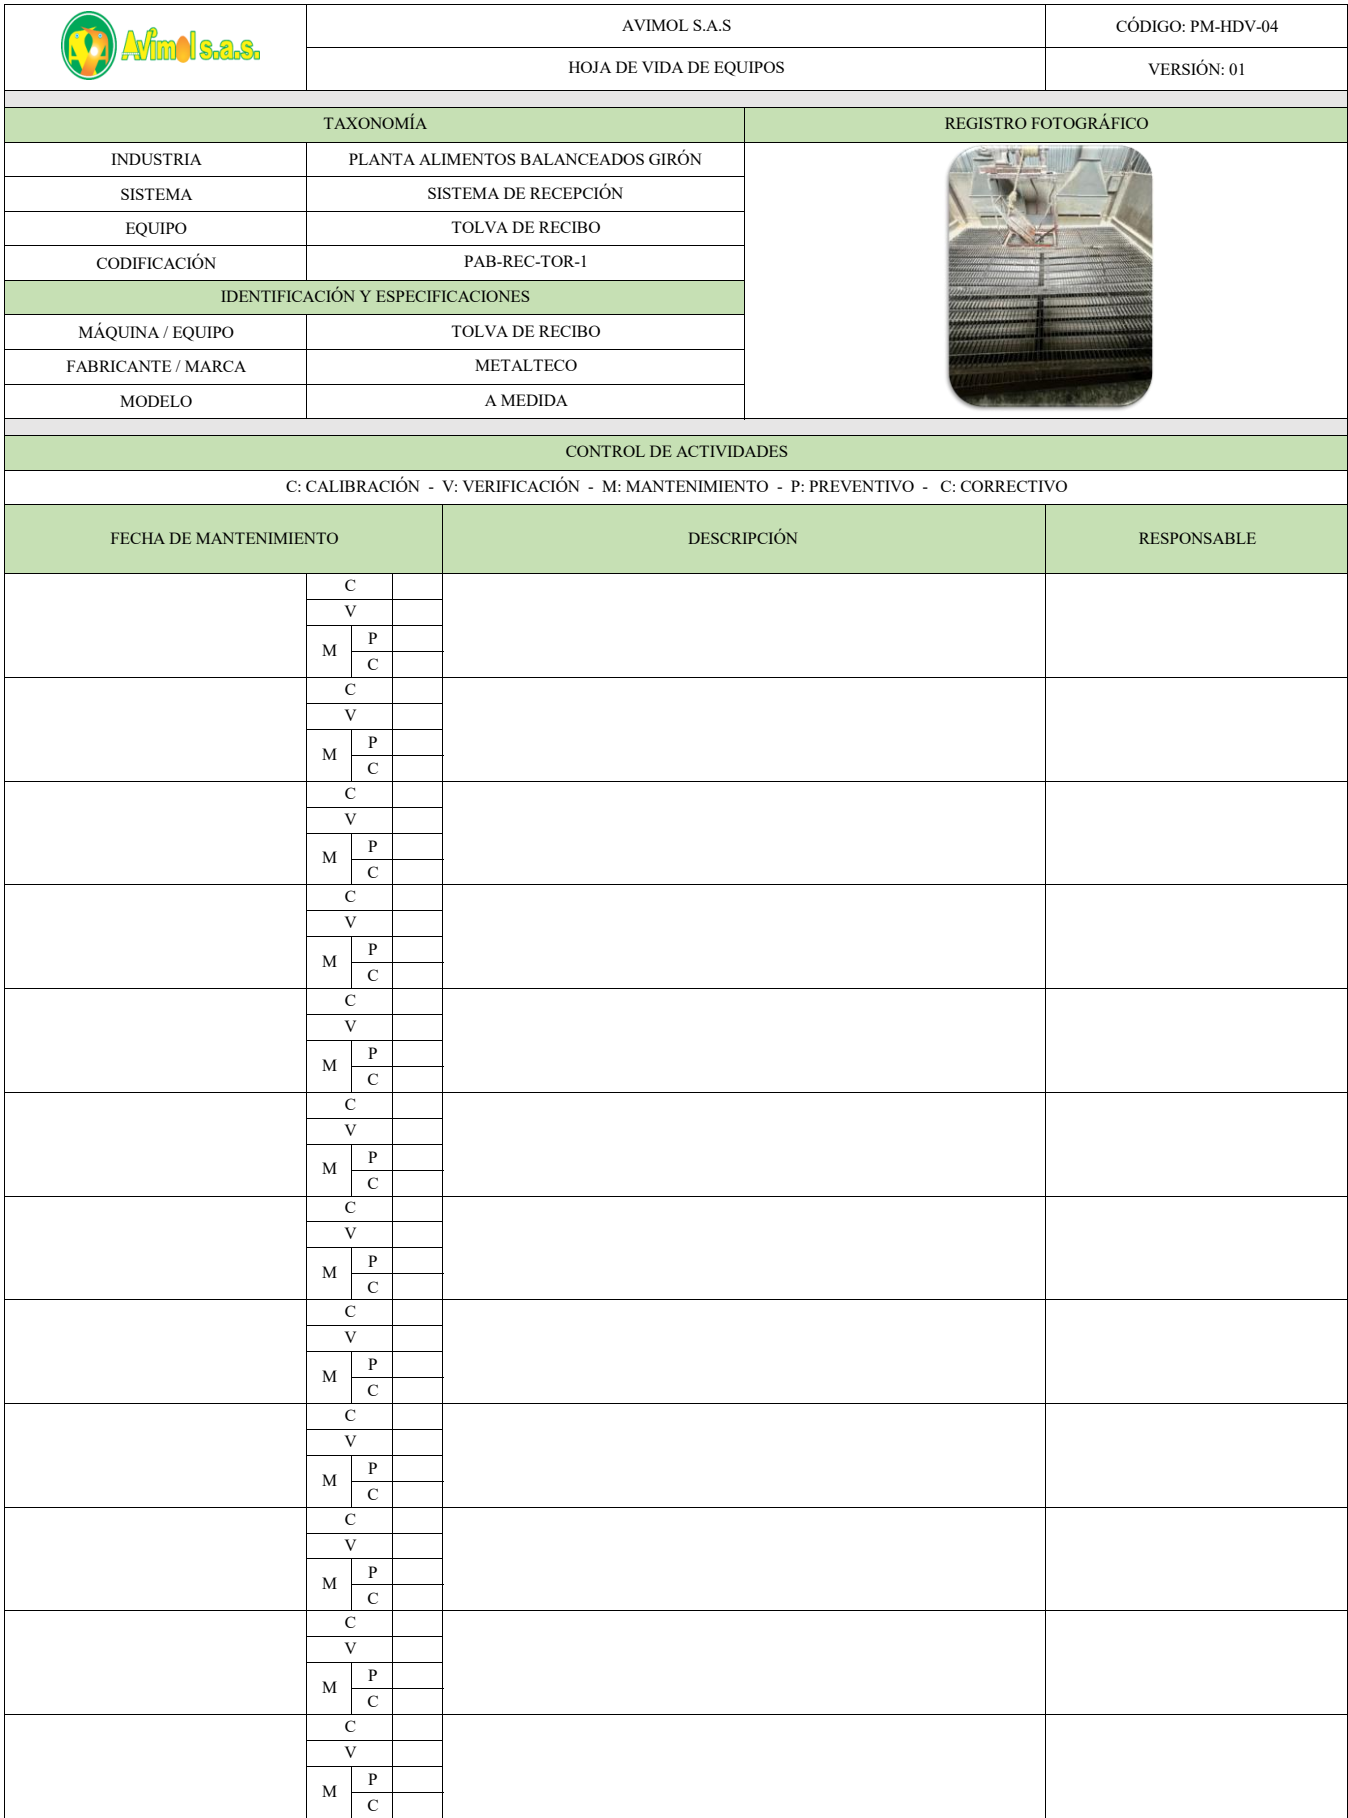 Avimol s.a.s.
AVIMOL S.A.S
CÓDIGO: PM-HDV-04
HOJA DE VIDA DE EQUIPOS
VERSIÓN: 01
TAXONOMÍA
REGISTRO FOTOGRÁFICO
INDUSTRIA
PLANTA ALIMENTOS BALANCEADOS GIRÓN
SISTEMA
SISTEMA DE RECEPCIÓN
EQUIPO
TOLVA DE RECIBO
CODIFICACIÓN
PAB-REC-TOR-1
IDENTIFICACIÓN Y ESPECIFICACIONES
MÁQUINA / EQUIPO
TOLVA DE RECIBO
FABRICANTE / MARCA
METALTECO
MODELO
A MEDIDA
CONTROL DE ACTIVIDADES
C: CALIBRACIÓN - V: VERIFICACIÓN - M: MANTENIMIENTO - P: PREVENTIVO - C: CORRECTIVO
FECHA DE MANTENIMIENTO
DESCRIPCIÓN
RESPONSABLE
C
V
M
P
C
C
V
M
P
C
C
V
M
P
C
C
V
M
P
C
C
V
M
P
C
C
V
M
P
C
C
V
M
P
C
C
V
M
P
C
C
V
M
P
C
C
V
M
P
C
C
V
M
P
C
C
V
M
P
C